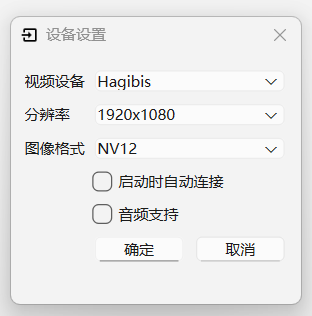 设备设置
视频设备 Hagibis
分辨率 1920x1080
图像格式 NV12
启动时自动连接
音频支持
确定 取消